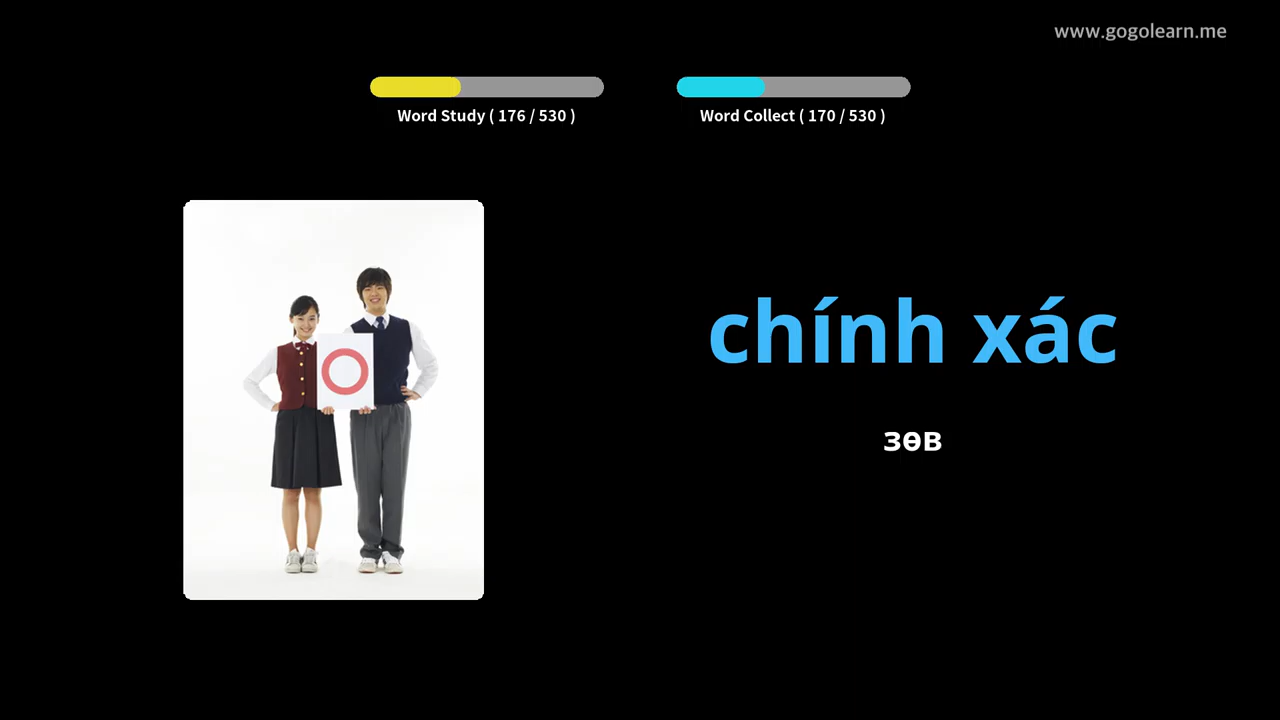 www.gogolearn.me
Word Study ( 176 / 530 )
Word Collect ( 170 / 530 )
chính xác
зөв